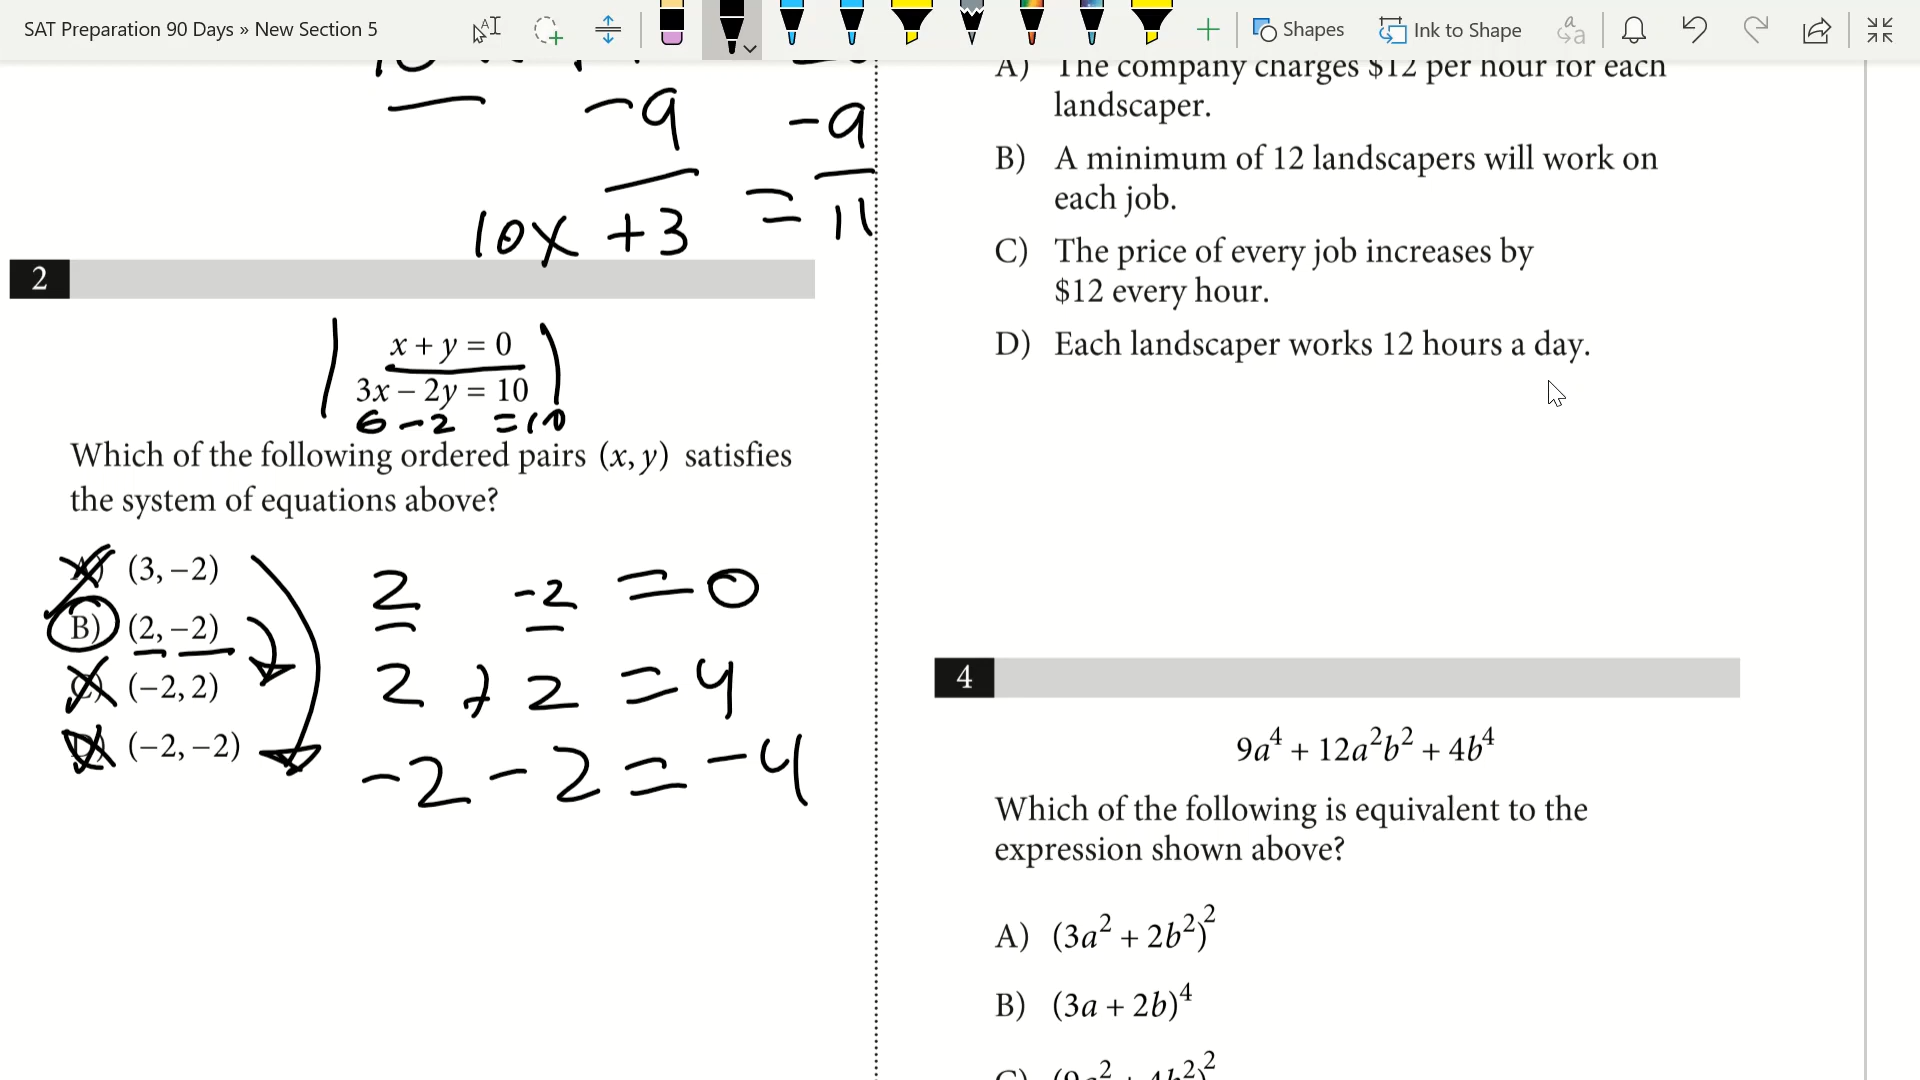 SAT Preparation 90 Days » New Section 5
Shapes
Ink to Shape
-9 -9
10x +3 = 11
2
x + y = 0
3x – 2y = 10
6 - 2 = 10
Which of the following ordered pairs (x, y) satisfies
the system of equations above?
A) (3, –2)
B) (2, –2)
C) (–2, 2)
D) (–2, –2)
2 -2 = 0
2 + 2 = 4
-2 - 2 = -4
A) The company charges $12 per hour for each
landscaper.
B) A minimum of 12 landscapers will work on
each job.
C) The price of every job increases by
$12 every hour.
D) Each landscaper works 12 hours a day.
4
9a⁴ + 12a²b² + 4b⁴
Which of the following is equivalent to the
expression shown above?
A) (3a² + 2b²)²
B) (3a + 2b)⁴
C) (9a² + 4b²)²